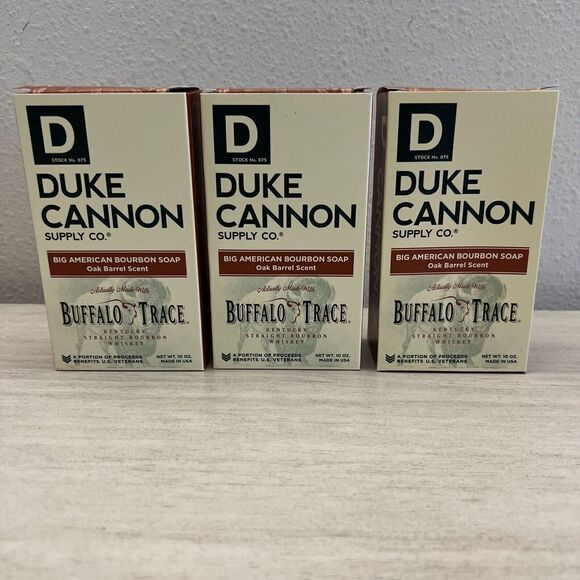 D
STOCK No. 075
DUKE
CANNON
SUPPLY CO.®
BIG AMERICAN BOURBON SOAP
Oak Barrel Scent
Actually Made With
BUFFALO TRACE
KENTUCKY
STRAIGHT BOURBON
WHISKEY
A PORTION OF PROCEEDS
BENEFITS U.S. VETERANS
NET WT. 10 OZ.
MADE IN USA
D
STOCK No. 075
DUKE
CANNON
SUPPLY CO.®
BIG AMERICAN BOURBON SOAP
Oak Barrel Scent
Actually Made With
BUFFALO TRACE
KENTUCKY
STRAIGHT BOURBON
WHISKEY
A PORTION OF PROCEEDS
BENEFITS U.S. VETERANS
NET WT. 10 OZ.
MADE IN USA
D
STOCK No. 075
DUKE
CANNON
SUPPLY CO.®
BIG AMERICAN BOURBON SOAP
Oak Barrel Scent
Actually Made With
BUFFALO TRACE
KENTUCKY
STRAIGHT BOURBON
WHISKEY
A PORTION OF PROCEEDS
BENEFITS U.S. VETERANS
NET WT. 10 OZ.
MADE IN USA